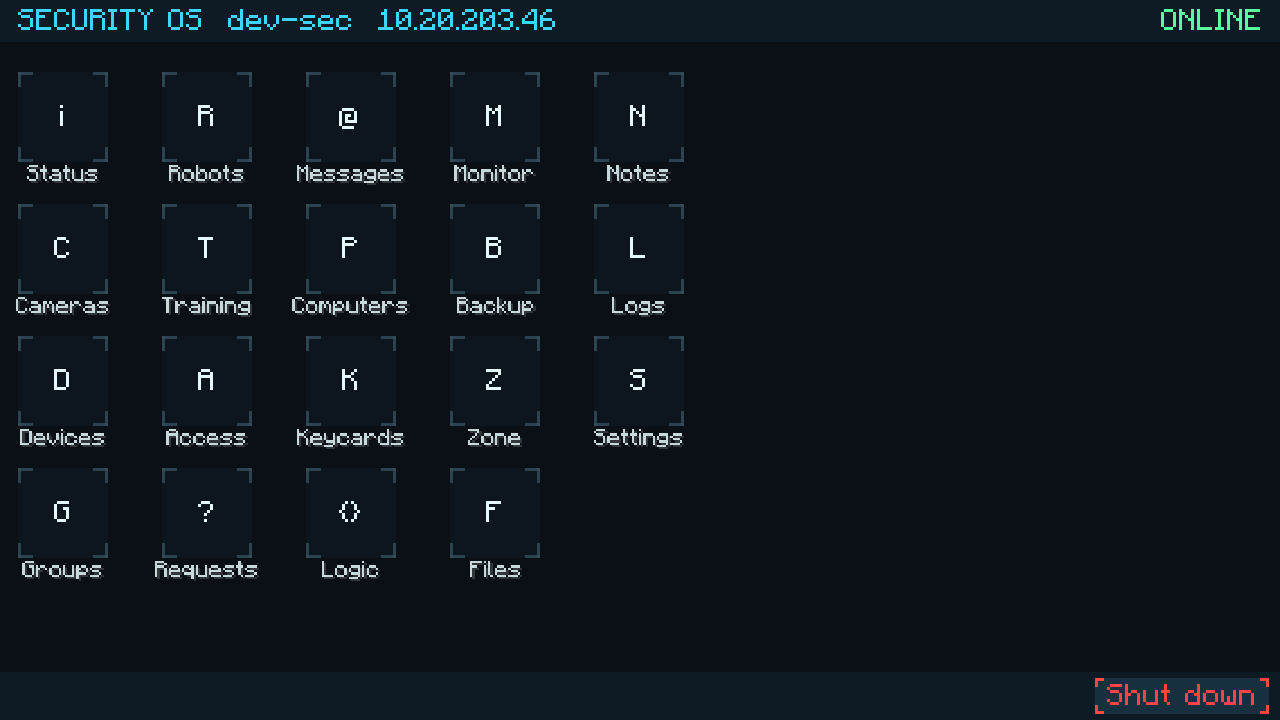 SECURITY OS dev-sec 10.20.203.46 ONLINE
i R @ M N
Status Robots Messages Monitor Notes
C T P B L
Cameras Training Computers Backup Logs
D A K Z S
Devices Access Keycards Zone Settings
G ? {} F
Groups Requests Logic Files
Shut down